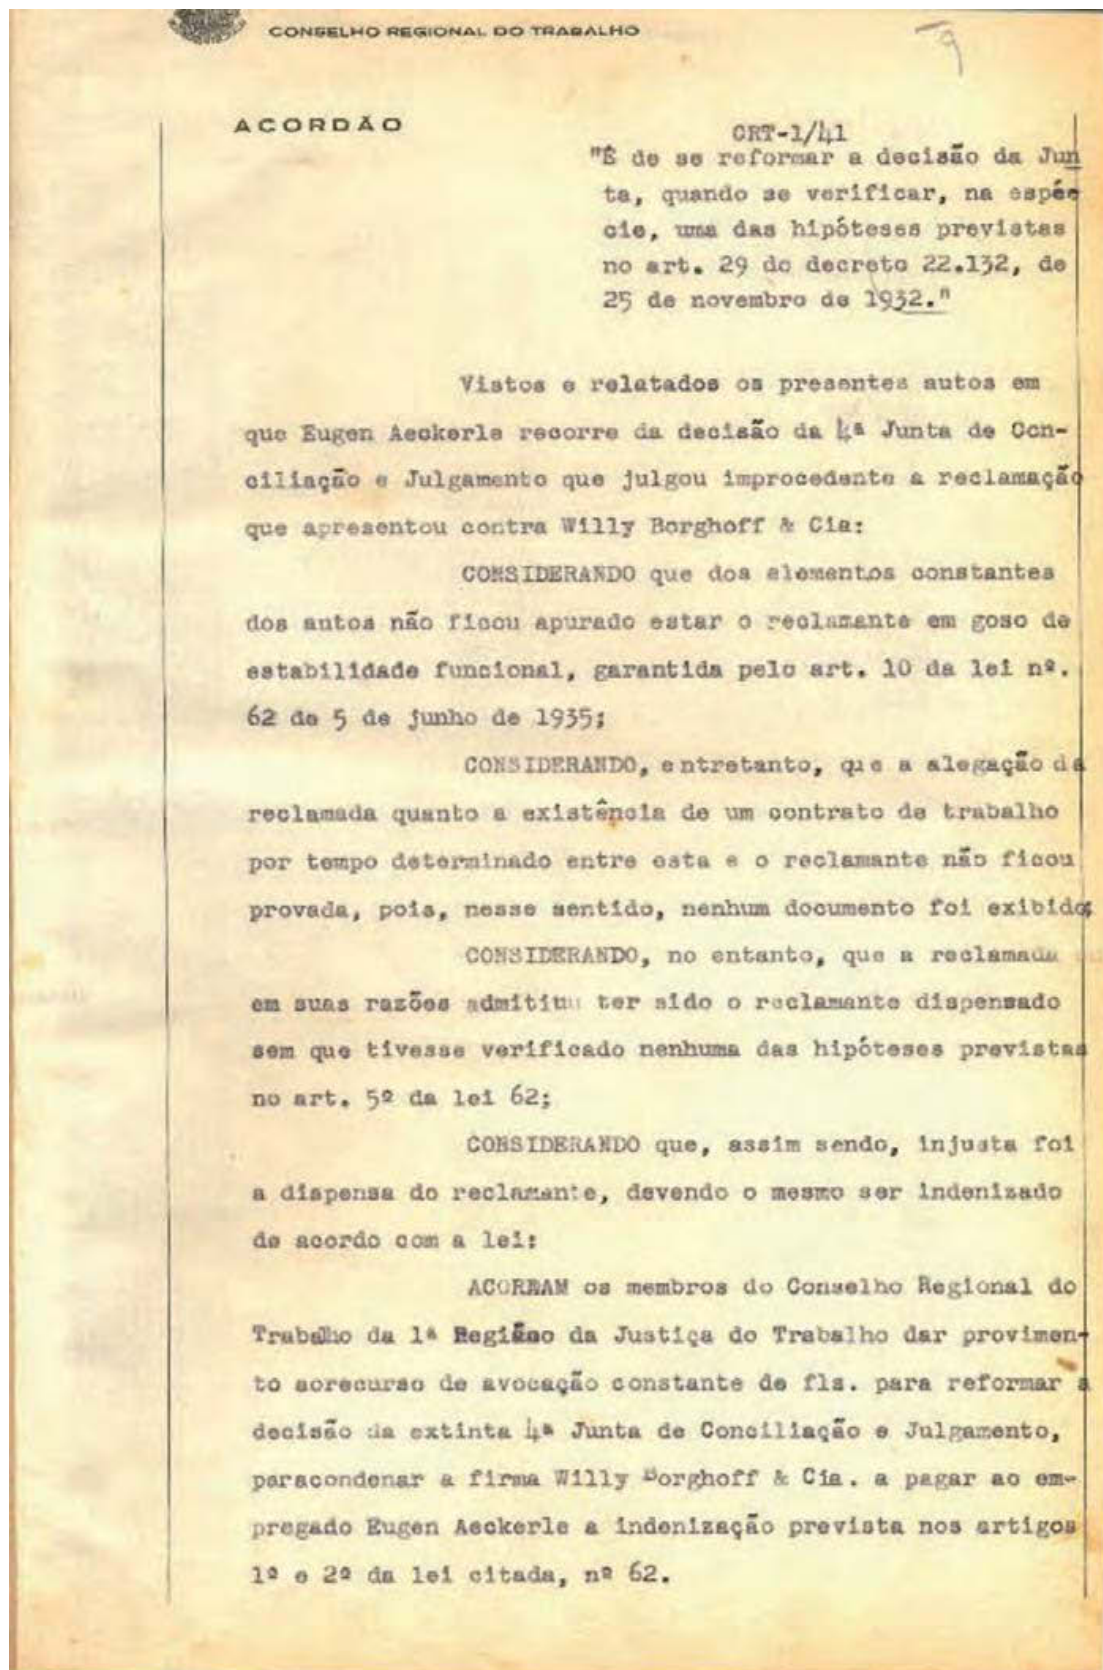 CONSELHO REGIONAL DO TRABALHO
9
ACORDÃO
CRT-1/41
"É de se reformar a decisão da Jun
ta, quando se verificar, na espé-
cie, uma das hipóteses previstas
no art. 29 do decreto 22.132, de
25 de novembro de 1932."
Vistos e relatados os presentes autos em
que Eugen Aeckerle recorre da decisão da 4ª Junta de Con-
ciliação e Julgamento que julgou improcedente a reclamação
que apresentou contra Willy Borghoff & Cia:
CONSIDERANDO que dos elementos constantes
dos autos não ficou apurado estar o reclamante em goso de
estabilidade funcional, garantida pelo art. 10 da lei nº.
62 de 5 de junho de 1935;
CONSIDERANDO, entretanto, que a alegação da
reclamada quanto a existência de um contrato de trabalho
por tempo determinado entre esta e o reclamante não ficou
provada, pois, nesse sentido, nenhum documento foi exibido;
CONSIDERANDO, no entanto, que a reclamada
em suas razões admitiu ter sido o reclamante dispensado
sem que tivesse verificado nenhuma das hipóteses previstas
no art. 5º da lei 62;
CONSIDERANDO que, assim sendo, injusta foi
a dispensa do reclamante, devendo o mesmo ser indenizado
de acordo com a lei:
ACORDAM os membros do Conselho Regional do
Trabalho da 1ª Região da Justiça do Trabalho dar provimen-
to aorecurso de avocação constante de fls. para reformar a
decisão da extinta 4ª Junta de Conciliação e Julgamento,
paracondenar a firma Willy Borghoff & Cia. a pagar ao em-
pregado Eugen Aeckerle a indenização prevista nos artigos
1º e 2º da lei citada, nº 62.